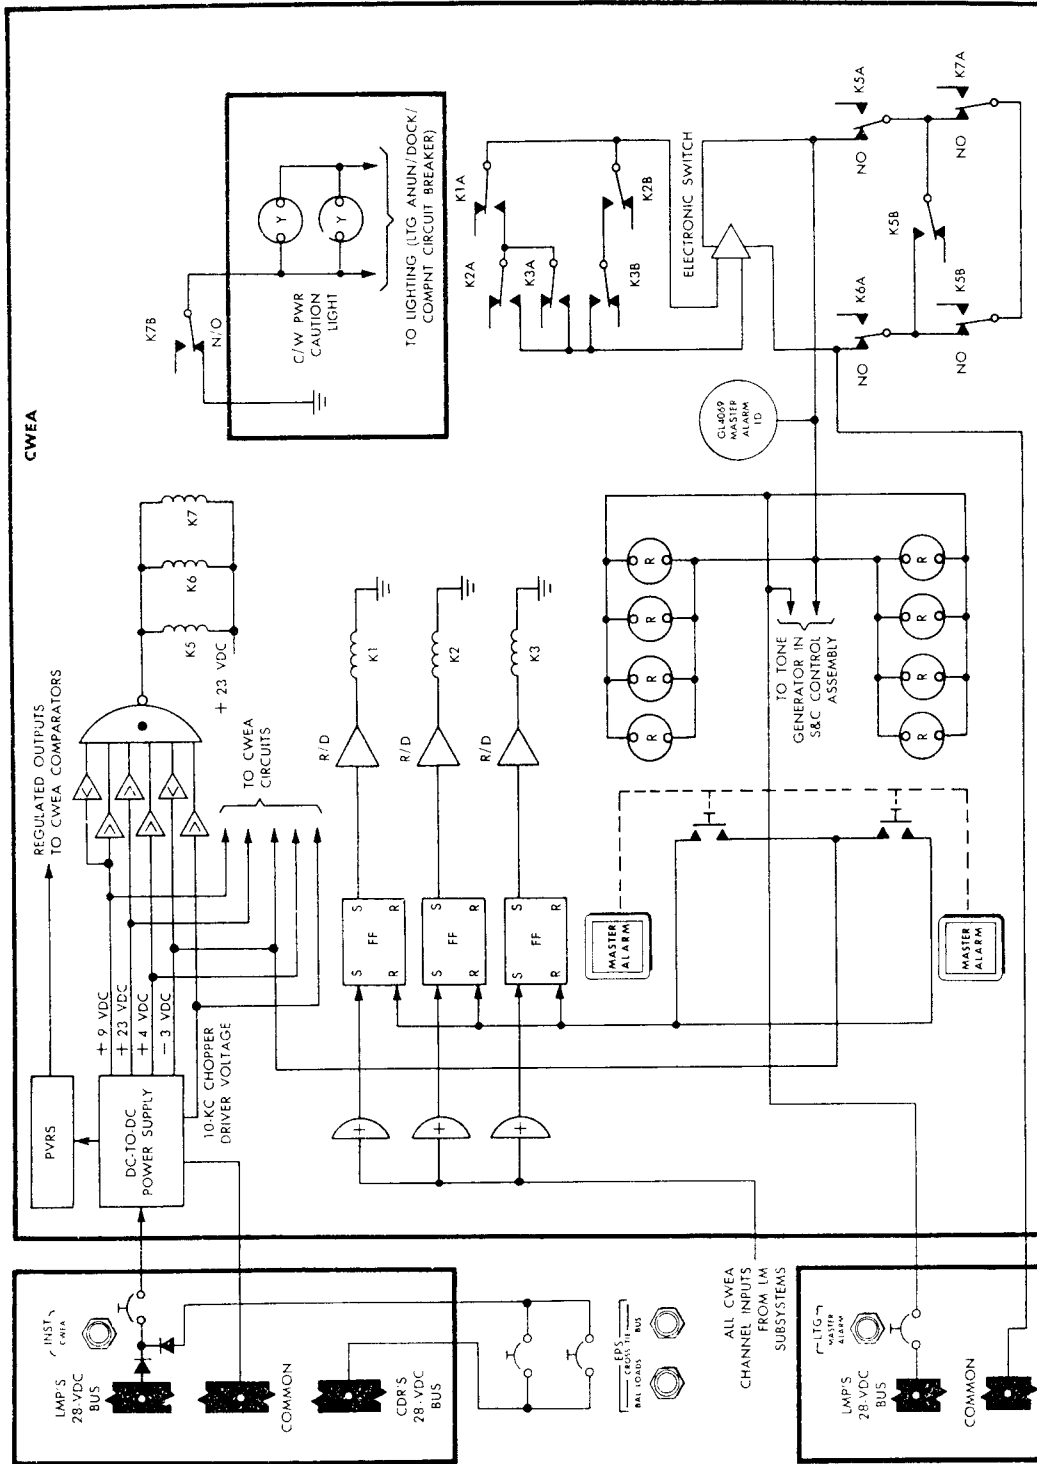 CWEA
REGULATED OUTPUTS
TO CWEA COMPARATORS
PVRS
DC-TO-DC
POWER SUPPLY
+ 9 VDC
+ 23 VDC
+ 4 VDC
- 3 VDC
10-KC CHOPPER
DRIVER VOLTAGE
TO CWEA
CIRCUITS
K5
K6
K7
+ 23 VDC
K7B
N/O
Y
Y
C/W PWR
CAUTION
LIGHT
TO LIGHTING (LTG ANUN/DOCK/
COMPNT CIRCUIT BREAKER)
INST
CWEA
LMP'S
28-VDC
BUS
COMMON
CDR'S
28-VDC
BUS
EPS
BAL LOADS
CROSS TIE
BUS
ALL CWEA
CHANNEL INPUTS
FROM LM
SUBSYSTEMS
+
+
+
S
S
FF
R
R
S
S
FF
R
R
S
S
FF
R
R
R/D
R/D
R/D
K1
K2
K3
K1A
K2A
K3A
K2B
K3B
ELECTRONIC SWITCH
MASTER
ALARM
MASTER
ALARM
R
R
R
R
R
R
R
R
TO TONE
GENERATOR IN
S&C CONTROL
ASSEMBLY
GL4069
MASTER
ALARM
ID
NO
K5A
NO
K7A
K5B
NO
K6A
NO
K5B
LTG
MASTER
ALARM
LMP'S
28-VDC
BUS
COMMON